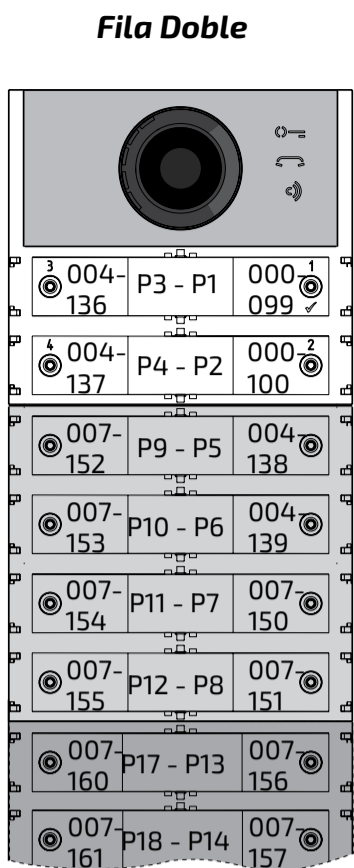 Fila Doble
3 004- P3 - P1 000- 1
136 099 ✓
4 004- P4 - P2 000- 2
137 100
007- P9 - P5 004-
152 138
007- P10 - P6 004-
153 139
007- P11 - P7 007-
154 150
007- P12 - P8 007-
155 151
007- P17 - P13 007-
160 156
007- P18 - P14 007-
161 157